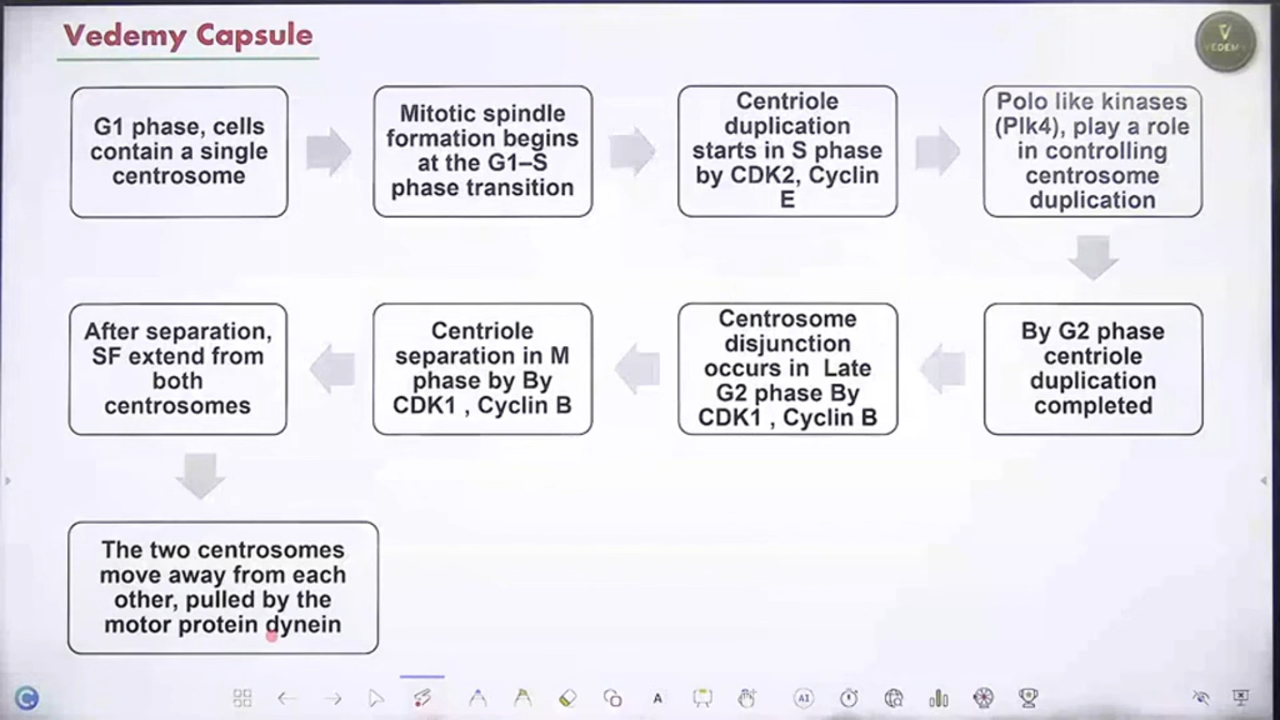 Vedemy Capsule
V
VEDEMY
G1 phase, cells
contain a single
centrosome
Mitotic spindle
formation begins
at the G1–S
phase transition
Centriole
duplication
starts in S phase
by CDK2, Cyclin
E
Polo like kinases
(Plk4), play a role
in controlling
centrosome
duplication
By G2 phase
centriole
duplication
completed
Centrosome
disjunction
occurs in Late
G2 phase By
CDK1 , Cyclin B
Centriole
separation in M
phase by By
CDK1 , Cyclin B
After separation,
SF extend from
both
centrosomes
The two centrosomes
move away from each
other, pulled by the
motor protein dynein
A
AI